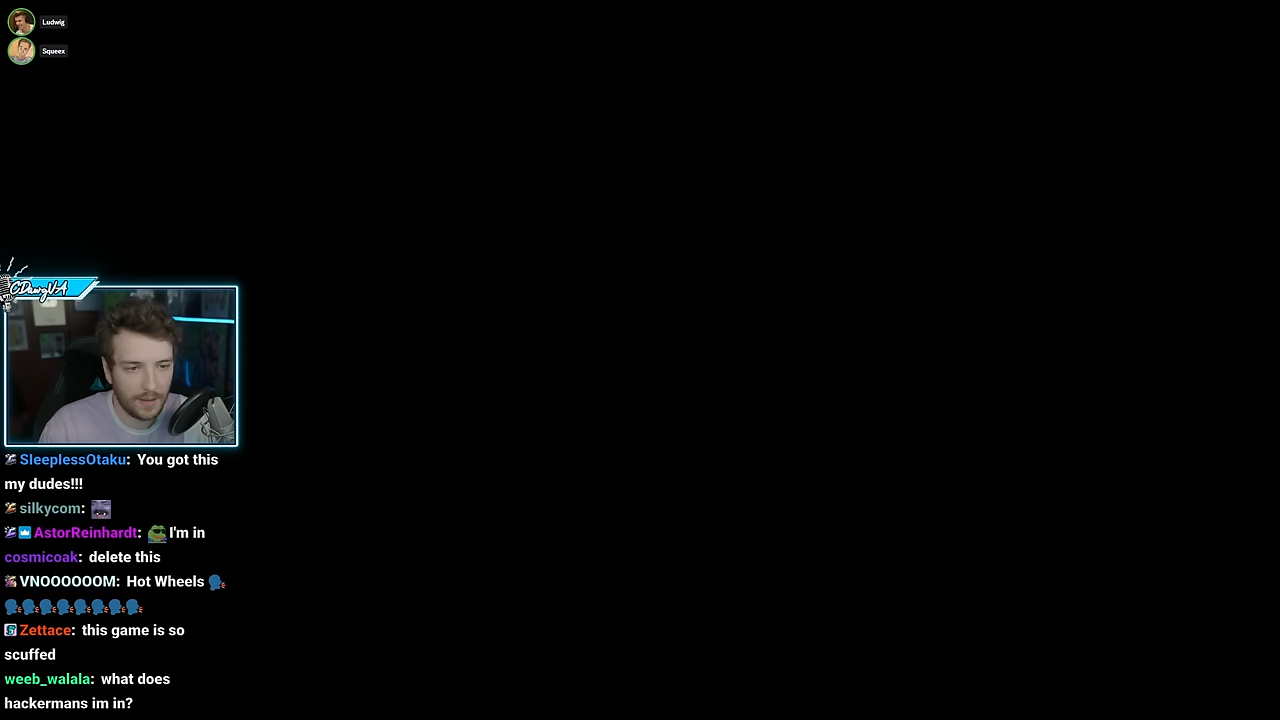 Ludwig
Squeex
CDawgVA
SleeplessOtaku: You got this
my dudes!!!
silkycom:
AstorReinhardt: I'm in
cosmicoak: delete this
VNOOOOOOM: Hot Wheels
Zettace: this game is so
scuffed
weeb_walala: what does
hackermans im in?